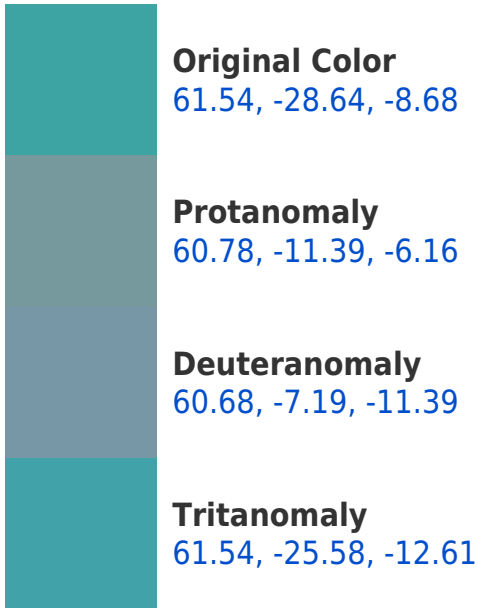 Original Color
61.54, -28.64, -8.68
Protanomaly
60.78, -11.39, -6.16
Deuteranomaly
60.68, -7.19, -11.39
Tritanomaly
61.54, -25.58, -12.61